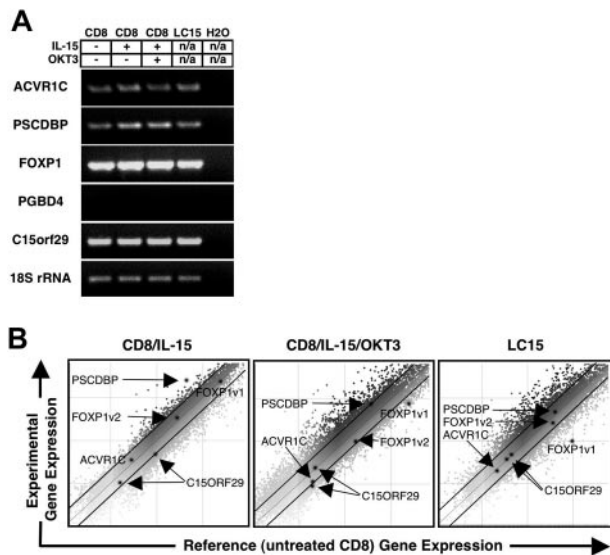 A
CD8 CD8 CD8 LC15 H2O
IL-15 - + + n/a n/a
OKT3 - - + n/a n/a
ACVR1C
PSCDBP
FOXP1
PGBD4
C15orf29
18S rRNA
B
CD8/IL-15 CD8/IL-15/OKT3 LC15
Experimental
Gene Expression
PSCDBP
FOXP1v1
FOXP1v2
ACVR1C
C15ORF29
PSCDBP
FOXP1v1
ACVR1C
FOXP1v2
C15ORF29
PSCDBP
FOXP1v2
ACVR1C
FOXP1v1
C15ORF29
Reference (untreated CD8) Gene Expression